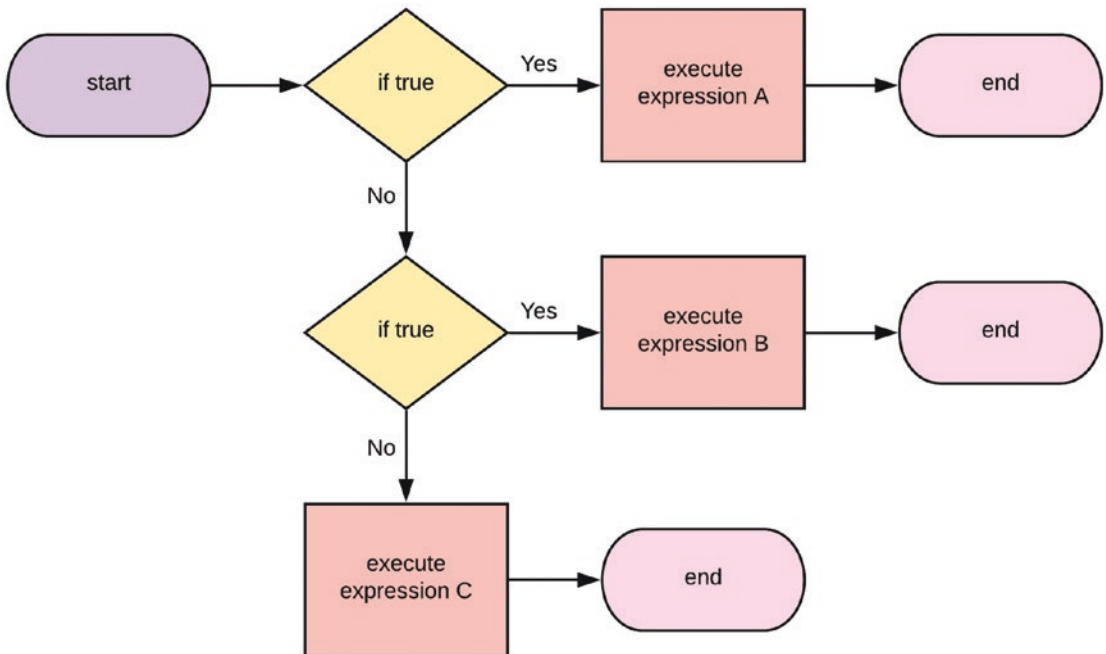 start
if true
Yes
execute
expression A
end
No
if true
Yes
execute
expression B
end
No
execute
expression C
end